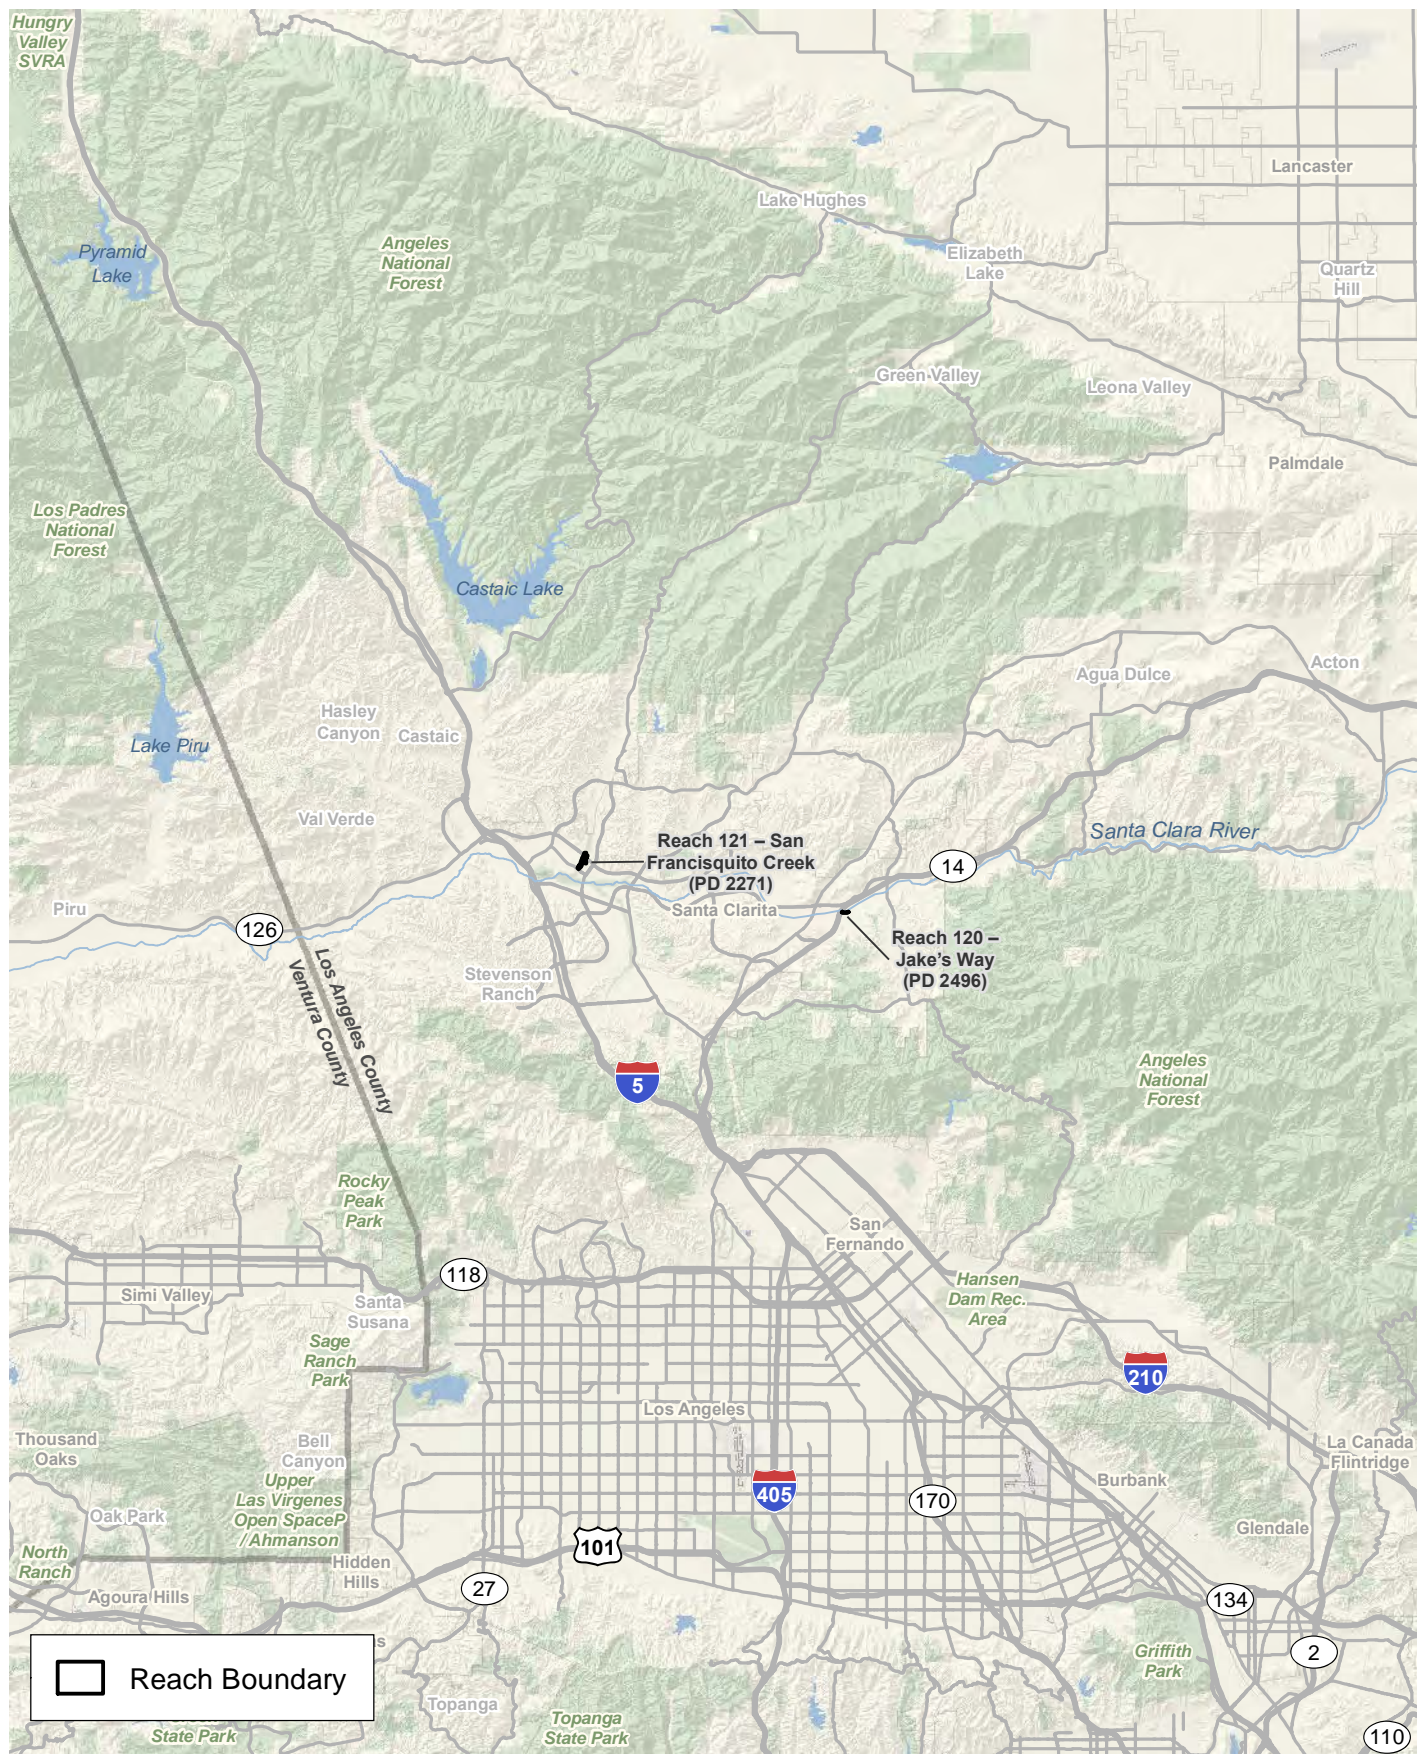 Hungry
Valley
SVRA
Lancaster
Lake Hughes
Pyramid
Lake
Angeles
National
Forest
Elizabeth
Lake
Quartz
Hill
Green Valley
Leona Valley
Palmdale
Los Padres
National
Forest
Castaic Lake
Agua Dulce
Acton
Hasley
Canyon
Castaic
Lake Piru
Val Verde
Reach 121 – San
Francisquito Creek
(PD 2271)
Santa Clara River
14
Piru
126
Santa Clarita
Reach 120 –
Jake's Way
(PD 2496)
Stevenson
Ranch
Los Angeles County
Ventura County
5
Angeles
National
Forest
Rocky
Peak
Park
San
Fernando
118
Hansen
Dam Rec.
Area
Simi Valley
Santa
Susana
Sage
Ranch
Park
210
Los Angeles
Thousand
Oaks
Bell
Canyon
La Canada
Flintridge
Upper
Las Virgenes
Open SpaceP
/Ahmanson
405
170
Burbank
Oak Park
Glendale
North
Ranch
101
Hidden
Hills
27
Agoura Hills
134
s
Griffith
Park
2
Reach Boundary
Topanga
State Park
Topanga
State Park
110